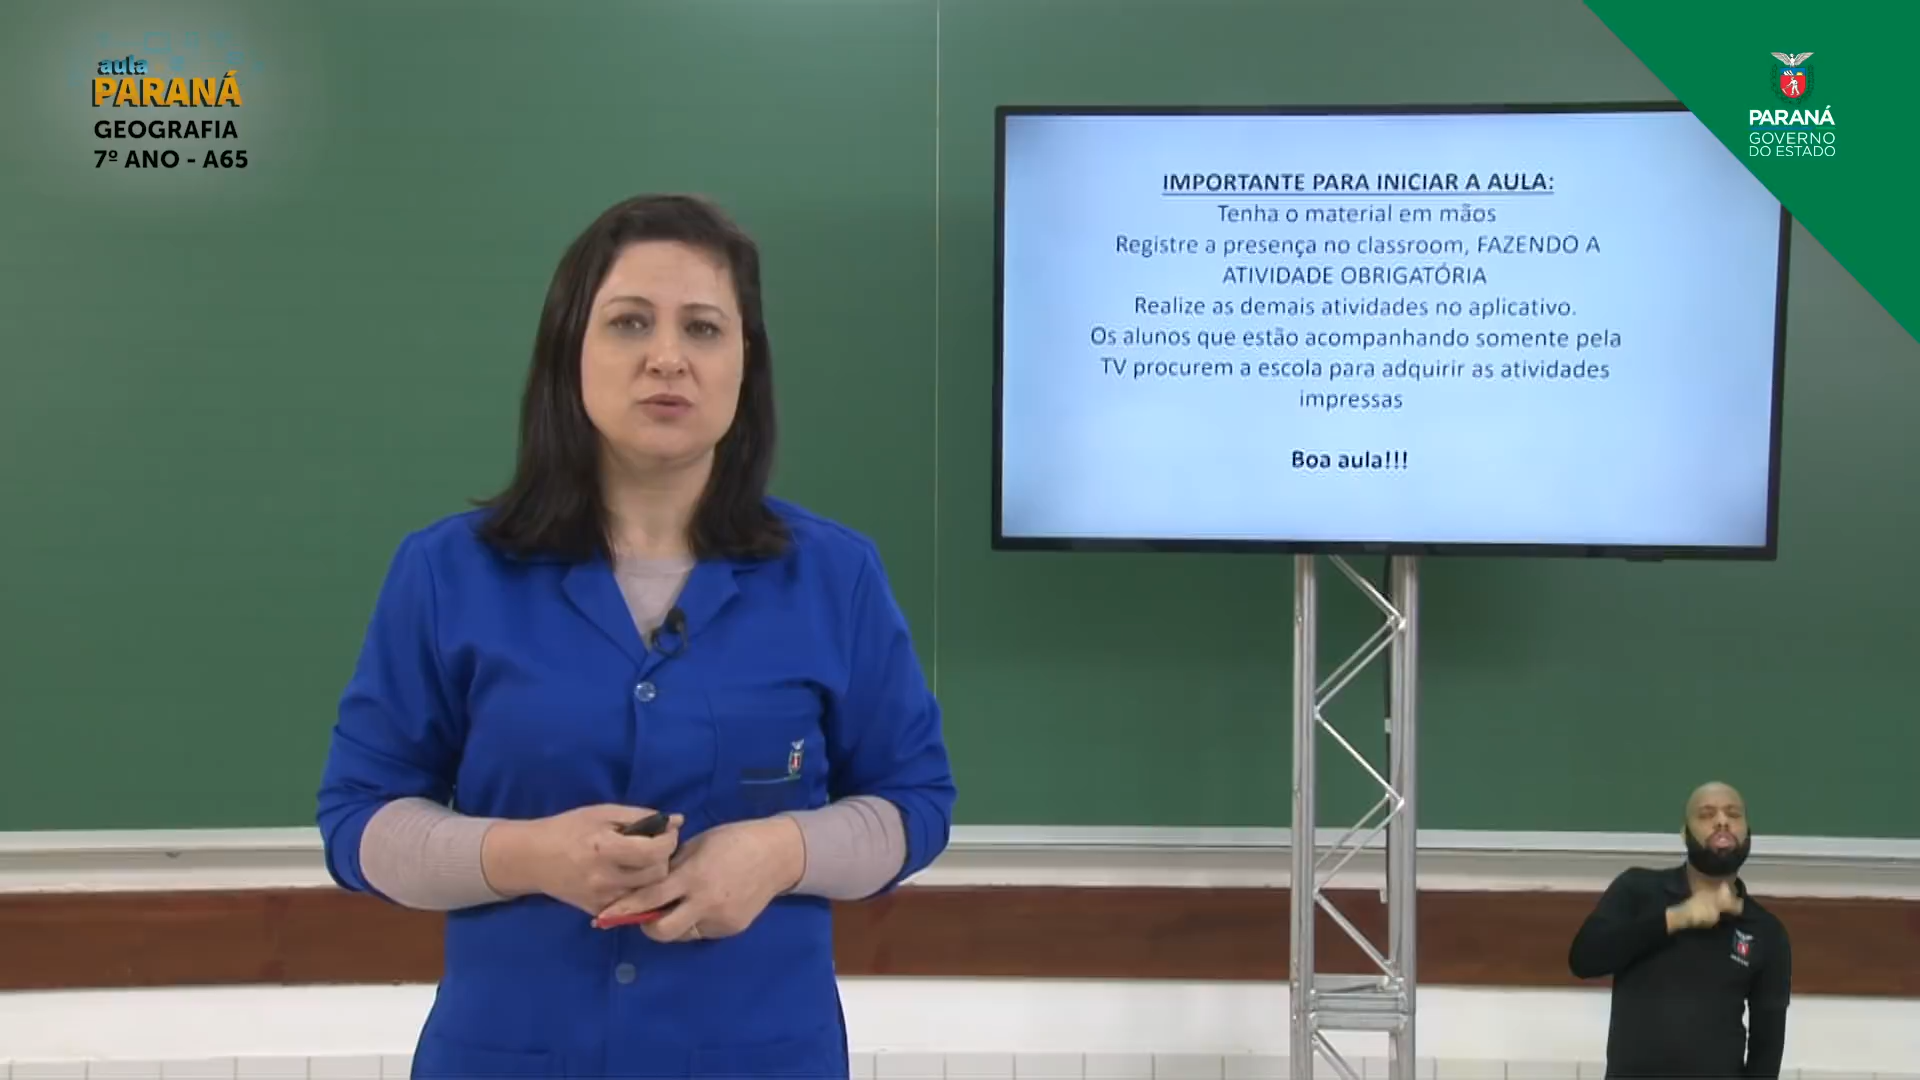 aula
PARANÁ
GEOGRAFIA
7º ANO - A65
IMPORTANTE PARA INICIAR A AULA:
Tenha o material em mãos
Registre a presença no classroom, FAZENDO A
ATIVIDADE OBRIGATÓRIA
Realize as demais atividades no aplicativo.
Os alunos que estão acompanhando somente pela
TV procurem a escola para adquirir as atividades
impressas
Boa aula!!!
PARANÁ
GOVERNO
DO ESTADO